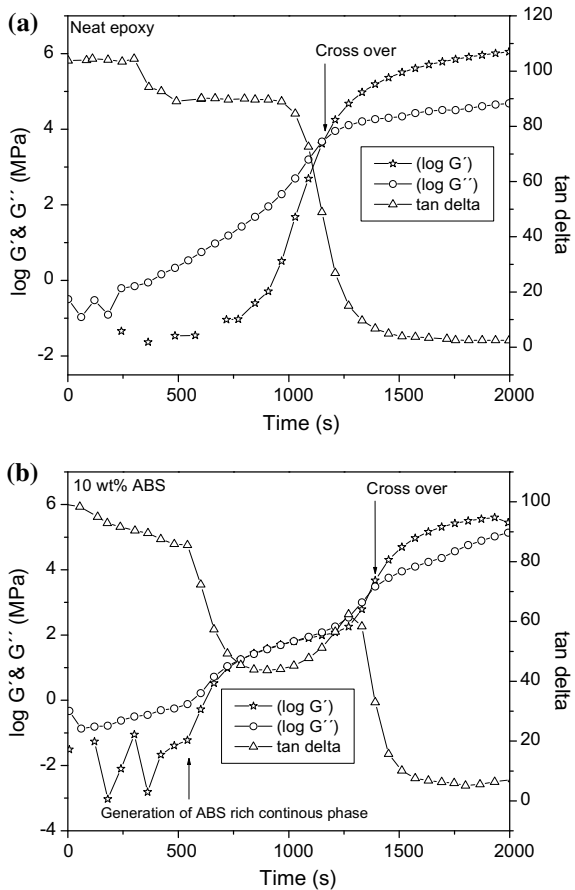 (a)
Neat epoxy
Cross over
(log G´)
(log G´´)
tan delta
log G´& G´´ (MPa)
6
4
2
0
-2
120
100
80
60
40
20
0
tan delta
0
500
1000
1500
2000
Time (s)
(b)
10 wt% ABS
Cross over
(log G´)
(log G´´)
tan delta
Generation of ABS rich continous phase
log G´& G´´ (MPa)
6
4
2
0
-2
-4
100
80
60
40
20
0
tan delta
0
500
1000
1500
2000
Time (s)